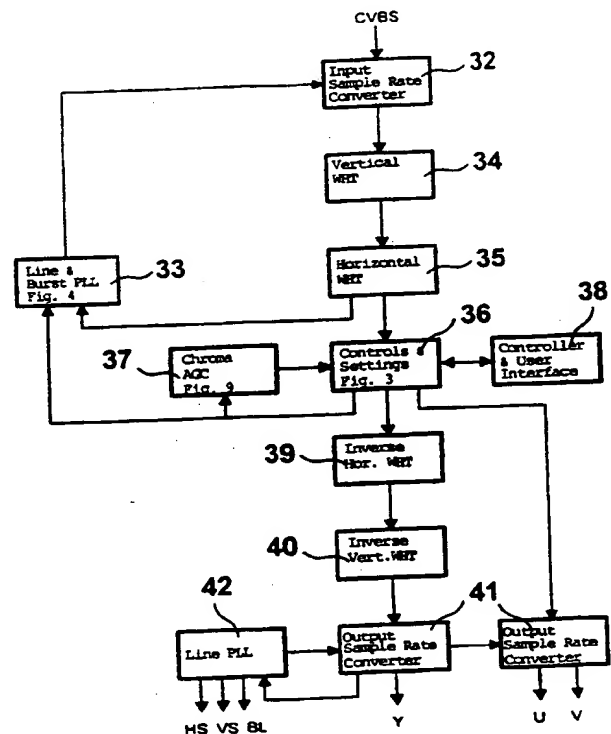 CVBS
Input
Sample Rate
Converter
32
Vertical
WHT
34
Line &
Burst PLL
Fig. 4
33
Horizontal
WHT
35
36
38
37
Chroma
AGC
Fig. 9
Controls &
Settings
Fig. 3
Controller
& User
Interface
39
Inverse
Hor. WHT
40
Inverse
Vert.WHT
42
41
Line PLL
Output
Sample Rate
Converter
Output
Sample Rate
Converter
HS VS BL
Y
U V